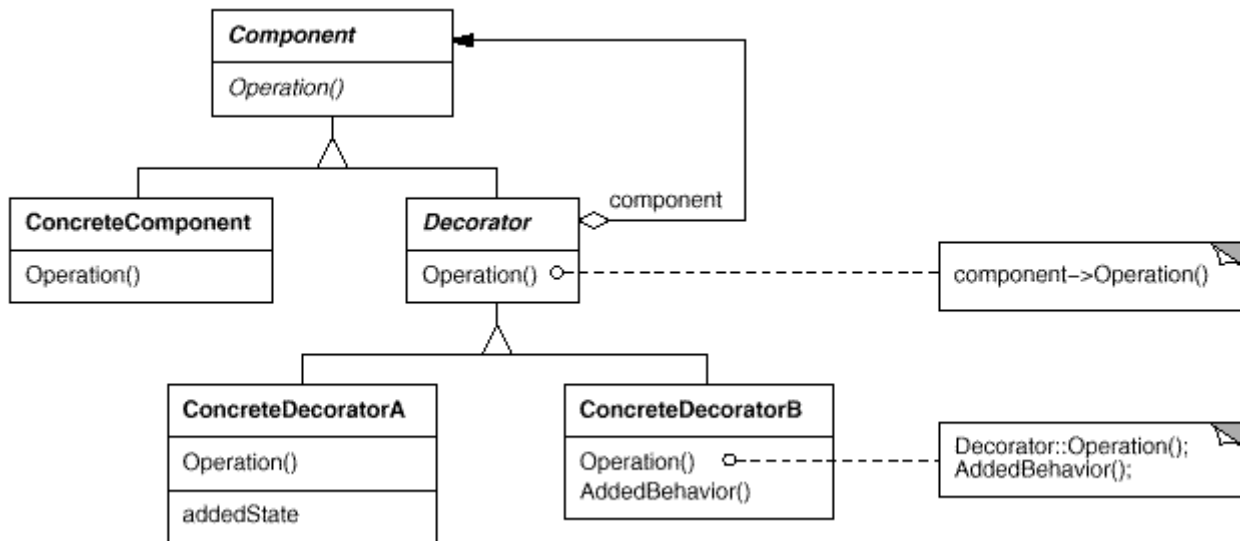 Component
Operation()
component
ConcreteComponent
Operation()
Decorator
Operation()
component–>Operation()
ConcreteDecoratorA
Operation()
addedState
ConcreteDecoratorB
Operation()
AddedBehavior()
Decorator::Operation();
AddedBehavior();